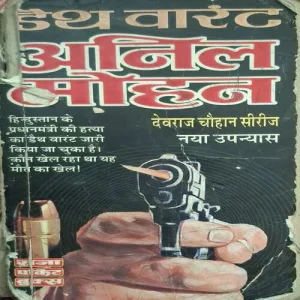 डैथ वारंट
अनिल
मोहन
देवराज चौहान सीरीज
नया उपन्यास
हिन्दुस्तान के
प्रधानमंत्री की हत्या
का डैथ वारंट जारी
किया जा चुका है।
कौन खेल रहा था यह
मौत का खेल!
राजा
पॉकेट
बुक्स